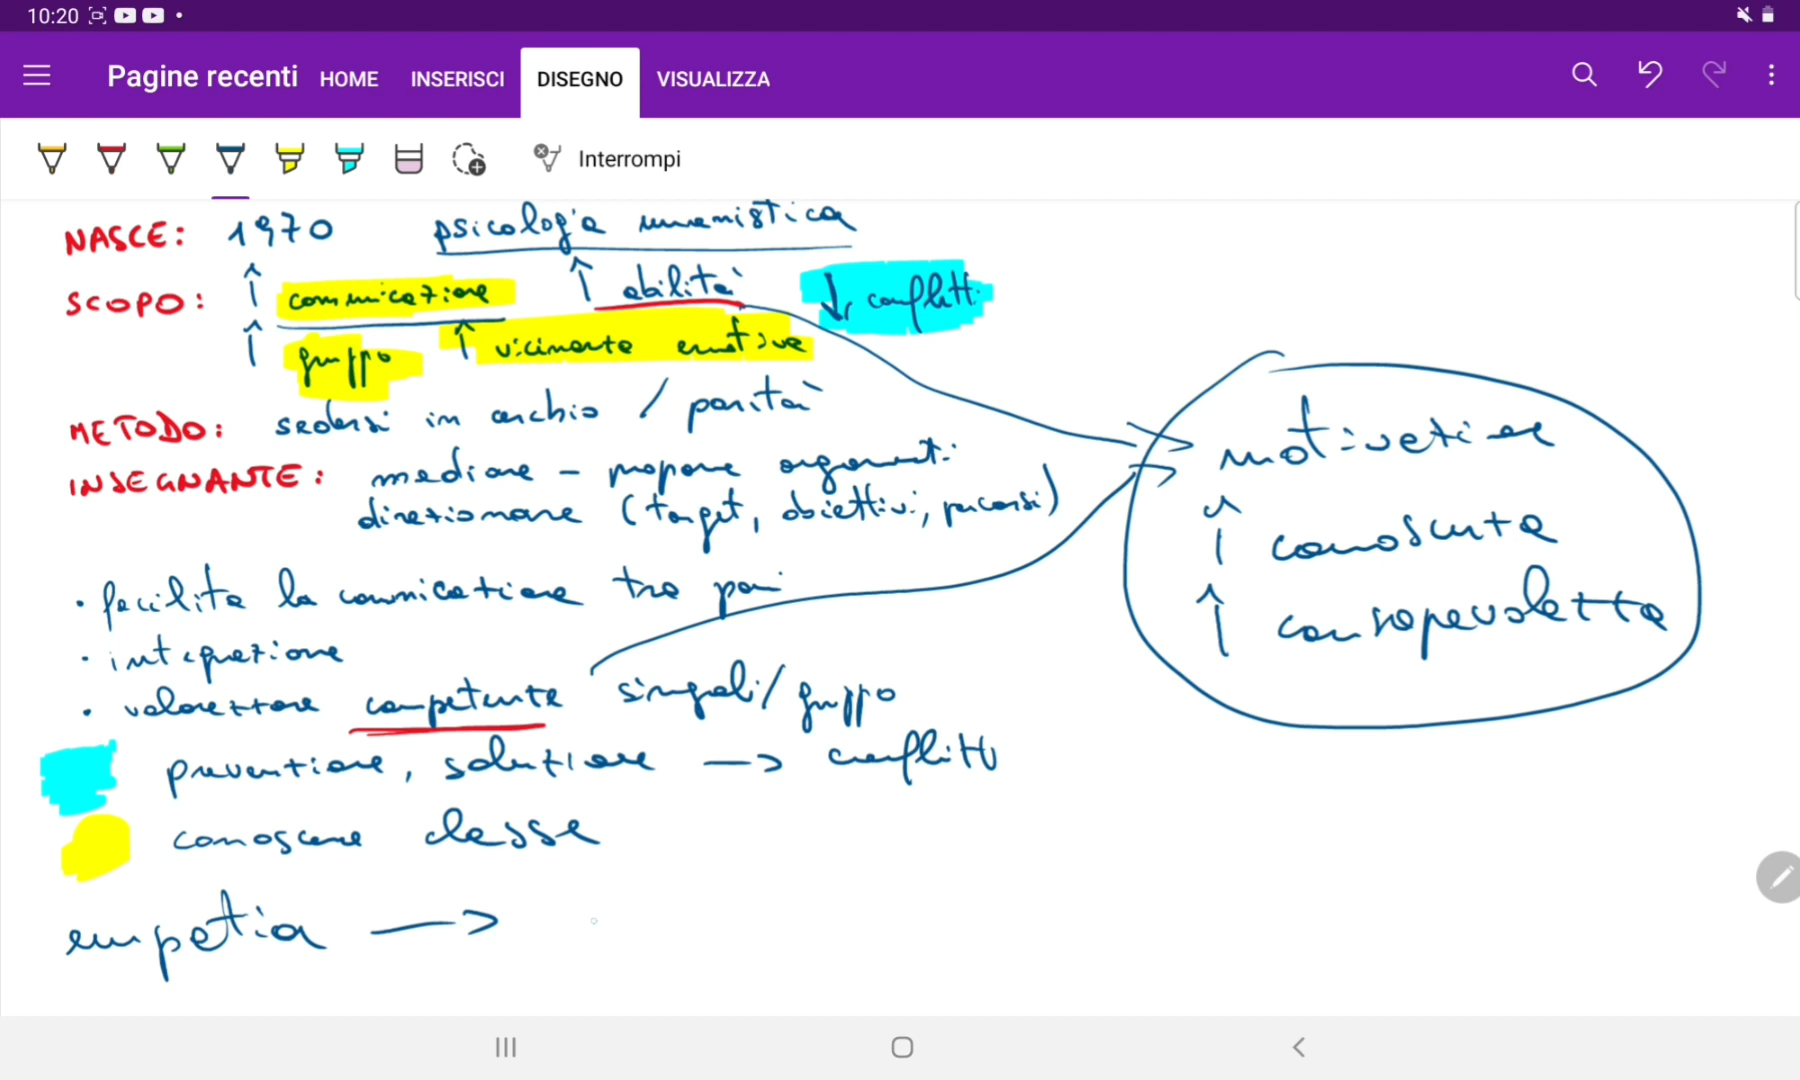 10:20
Pagine recenti HOME INSERISCI DISEGNO VISUALIZZA
Interrompi
NASCE: 1970 psicologia umanistica
SCOPO: ↑ comunicazione ↑ abilità ↓ conflitti
↑ gruppo ↑ vicinanza emotiva
METODO: sedersi in cerchio / parità
INSEGNANTE: mediare - propone argomenti
direzionare (target, obiettivi, percorsi)
motivazione
↑ conoscenza
↑ consapevolezza
• facilita la comunicazione tra pari
• integrazione
• valorizzare competenze singoli/gruppo
prevenzione, soluzione → conflitti
conoscere classe
empatia →